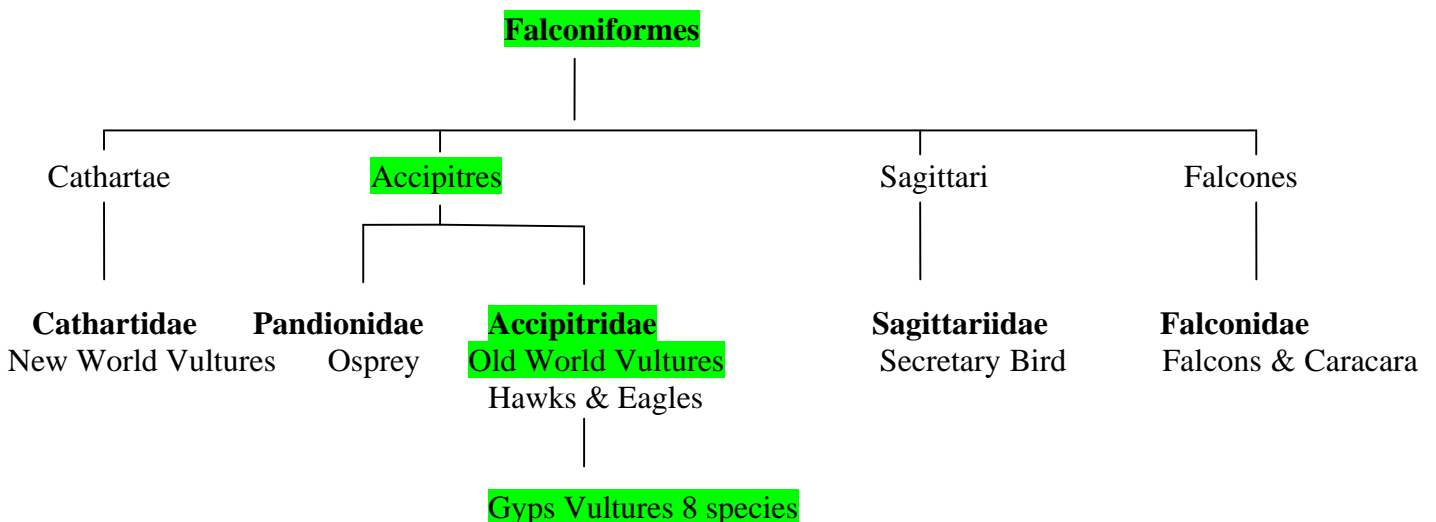 Falconiformes
Cathartae Accipitres Sagittari Falcones
Cathartidae Pandionidae Accipitridae Sagittariidae Falconidae
New World Vultures Osprey Old World Vultures Secretary Bird Falcons & Caracara
Hawks & Eagles
Gyps Vultures 8 species